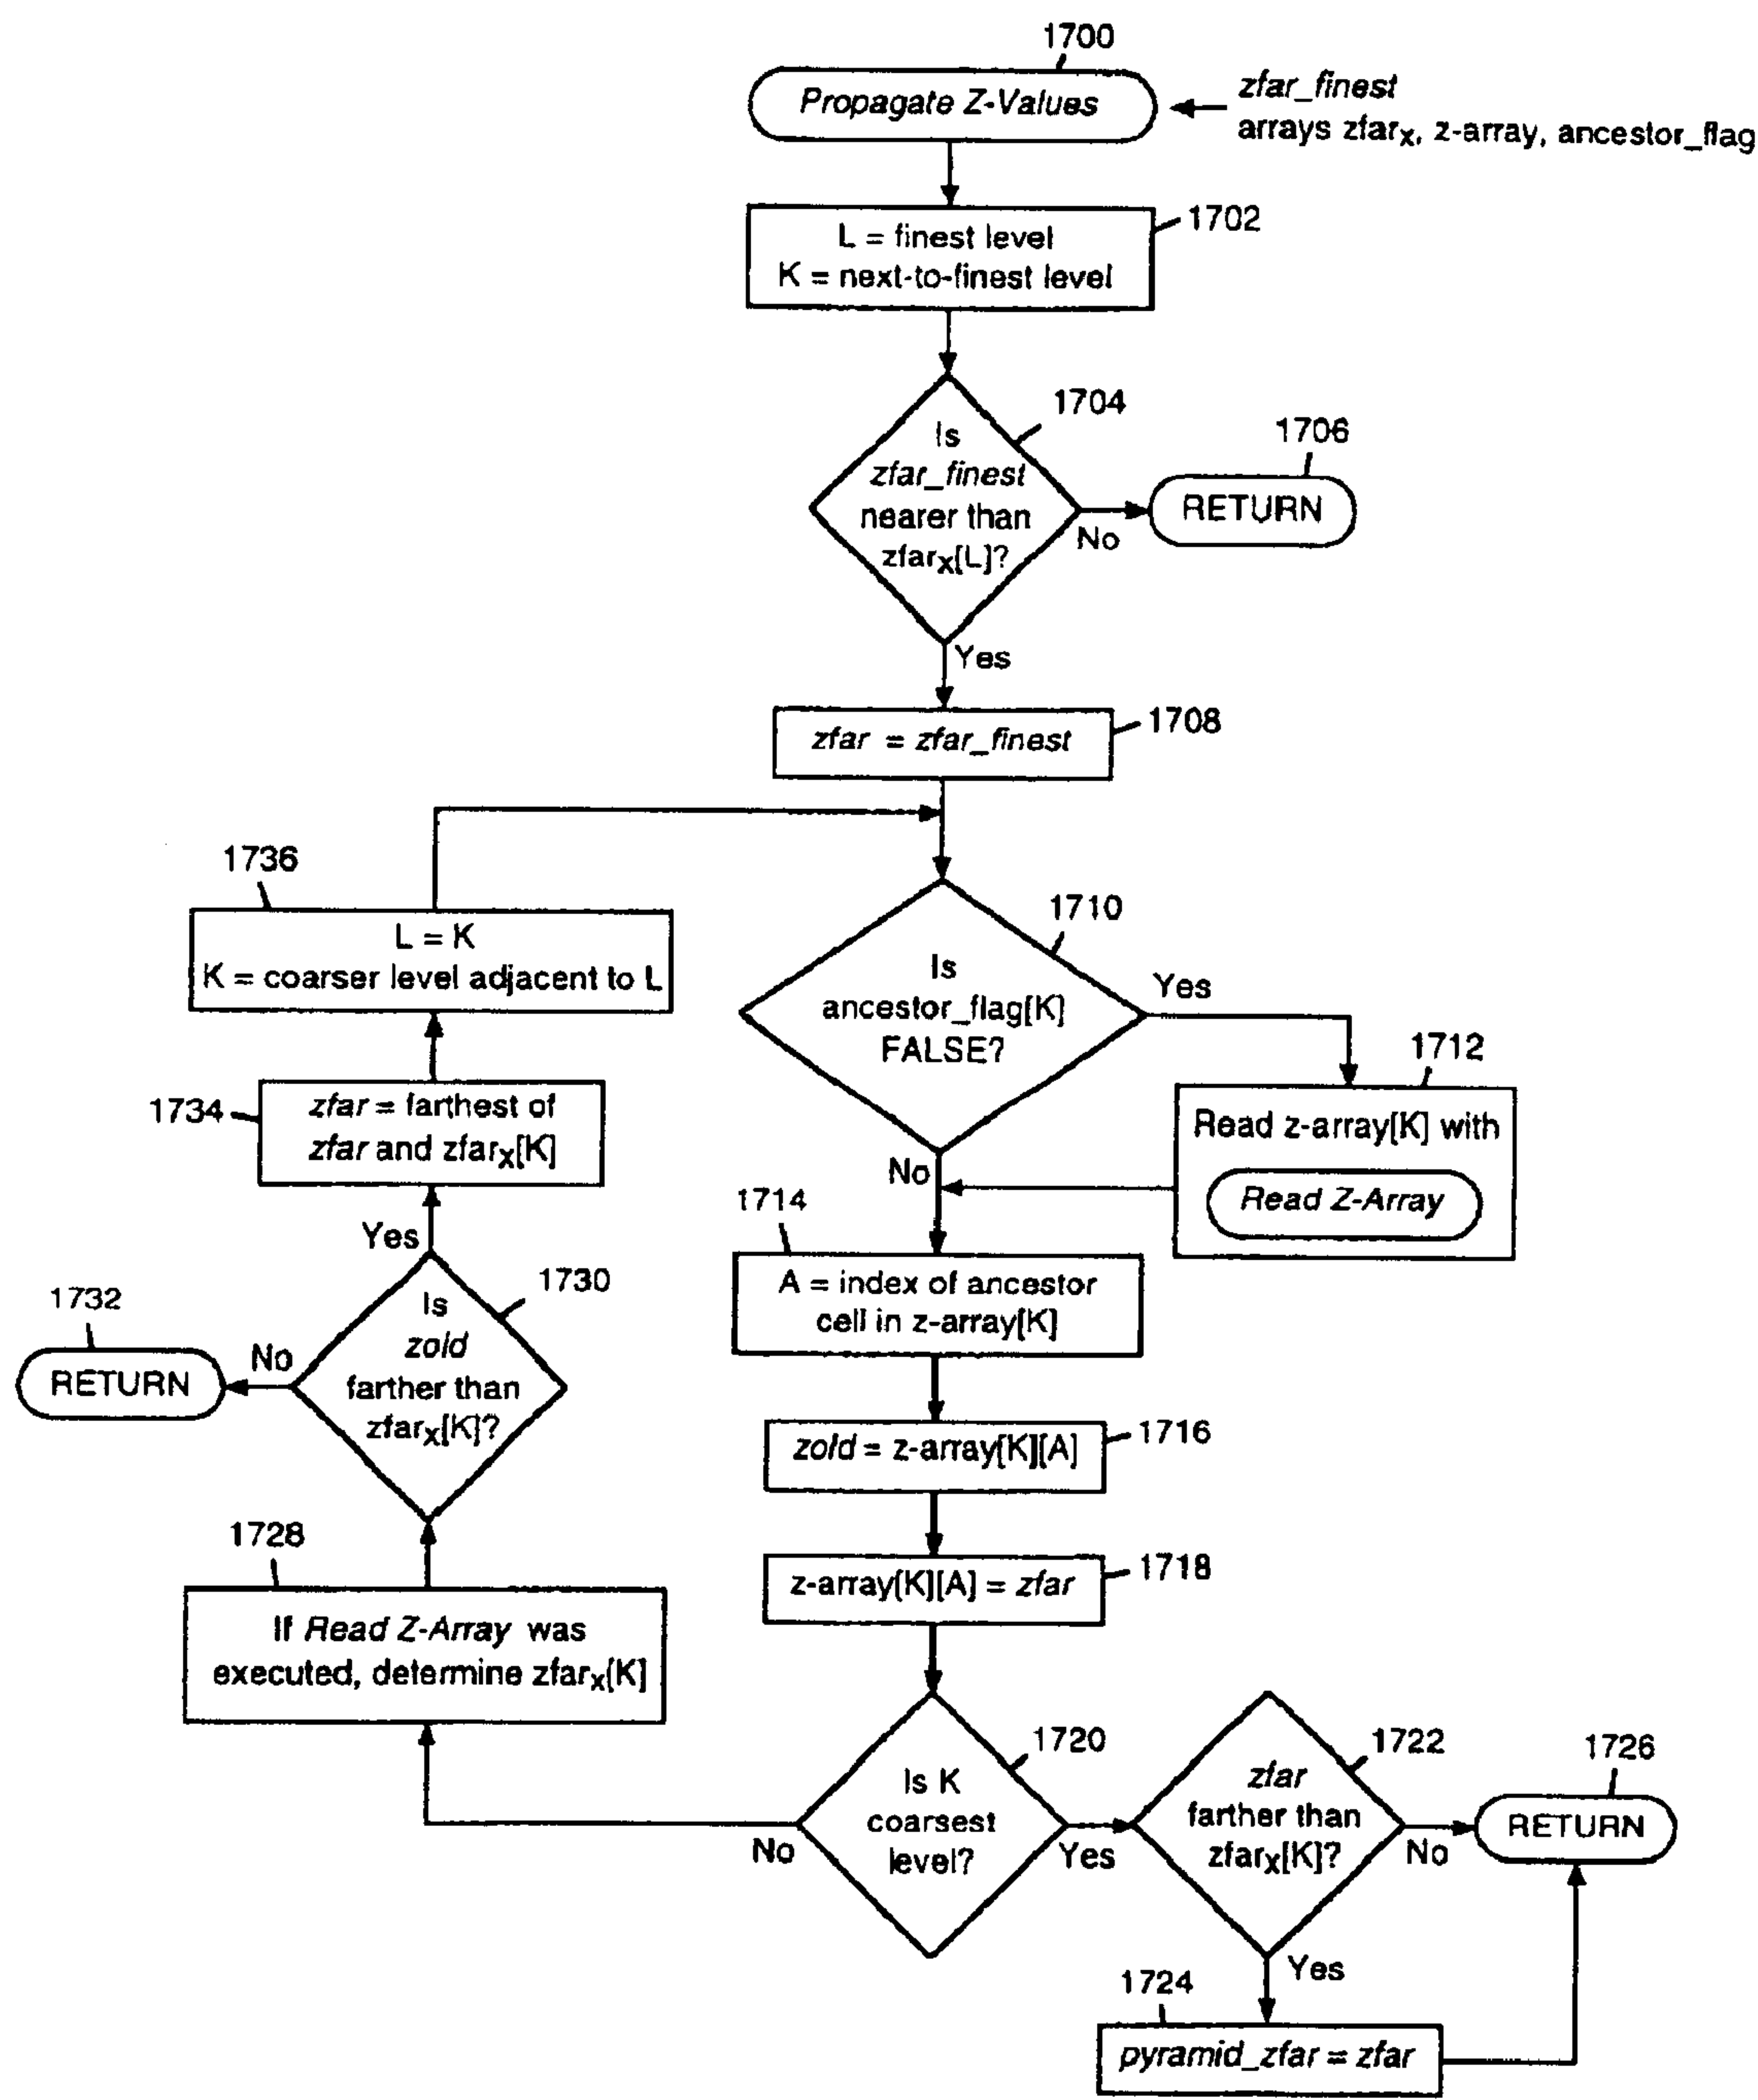 1700
Propagate Z-Values
zfar_finest
arrays zfarx, z-array, ancestor_flag
1702
L = finest level
K = next-to-finest level
1704
Is
zfar_finest
nearer than
zfarx[L]?
1706
RETURN
No
Yes
1708
zfar = zfar_finest
1736
L = K
K = coarser level adjacent to L
1710
Is
ancestor_flag[K]
FALSE?
Yes
1712
Read z-array[K] with
Read Z-Array
No
1734
zfar = farthest of
zfar and zfarx[K]
1714
A = index of ancestor
cell in z-array[K]
Yes
1730
Is
zold
farther than
zfarx[K]?
1732
RETURN
No
1716
zold = z-array[K][A]
1718
z-array[K][A] = zfar
1728
If Read Z-Array was
executed, determine zfarx[K]
1720
Is K
coarsest
level?
No
Yes
1722
zfar
farther than
zfarx[K]?
1726
RETURN
No
Yes
1724
pyramid_zfar = zfar